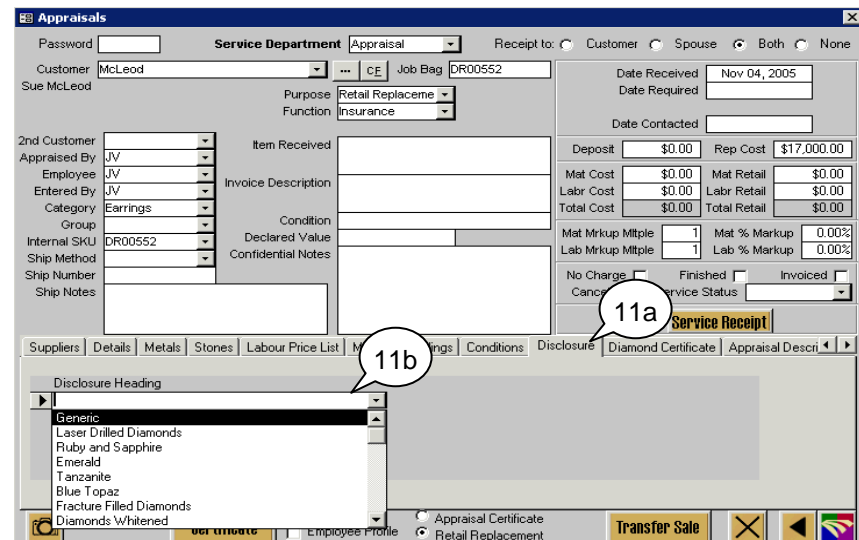 Appraisals
Password Service Department Appraisal Receipt to: Customer Spouse Both None
Customer McLeod ... CE Job Bag DR00552 Date Received Nov 04, 2005
Sue McLeod Purpose Retail Replaceme Date Required
Function Insurance
Date Contacted
2nd Customer Item Received
Appraised By JV Deposit $0.00 Rep Cost $17,000.00
Employee JV Mat Cost $0.00 Mat Retail $0.00
Entered By JV Invoice Description Labr Cost $0.00 Labr Retail $0.00
Category Earrings Total Cost $0.00 Total Retail $0.00
Group Condition
Internal SKU DR00552 Declared Value Mat Mrkup Mltple 1 Mat % Markup 0.00%
Ship Method Confidential Notes Lab Mrkup Mltple 1 Lab % Markup 0.00%
Ship Number No Charge Finished Invoiced
Ship Notes Status
11a
Service Receipt
Suppliers Details Metals Stones Labour Price List Conditions Disclosure Diamond Certificate Appraisal Descri
11b
Disclosure Heading
Generic
Laser Drilled Diamonds
Ruby and Sapphire
Emerald
Tanzanite
Blue Topaz
Fracture Filled Diamonds
Diamonds Whitened
Appraisal Certificate
Employee Profile Retail Replacement Transfer Sale